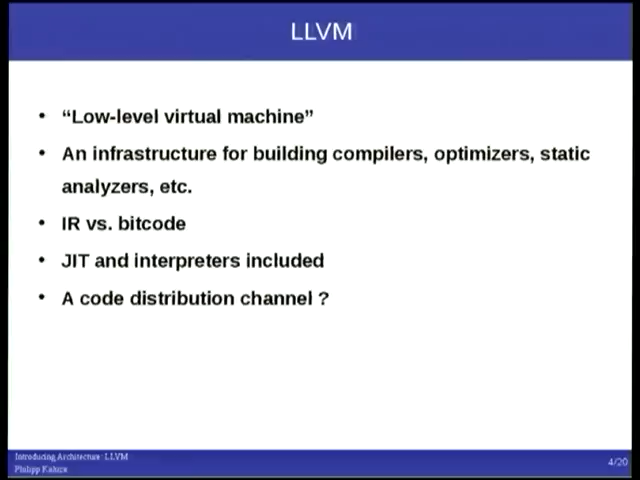 LLVM
• “Low-level virtual machine”
• An infrastructure for building compilers, optimizers, static
analyzers, etc.
• IR vs. bitcode
• JIT and interpreters included
• A code distribution channel ?
Introducing Architecture: LLVM
Philipp
4/20